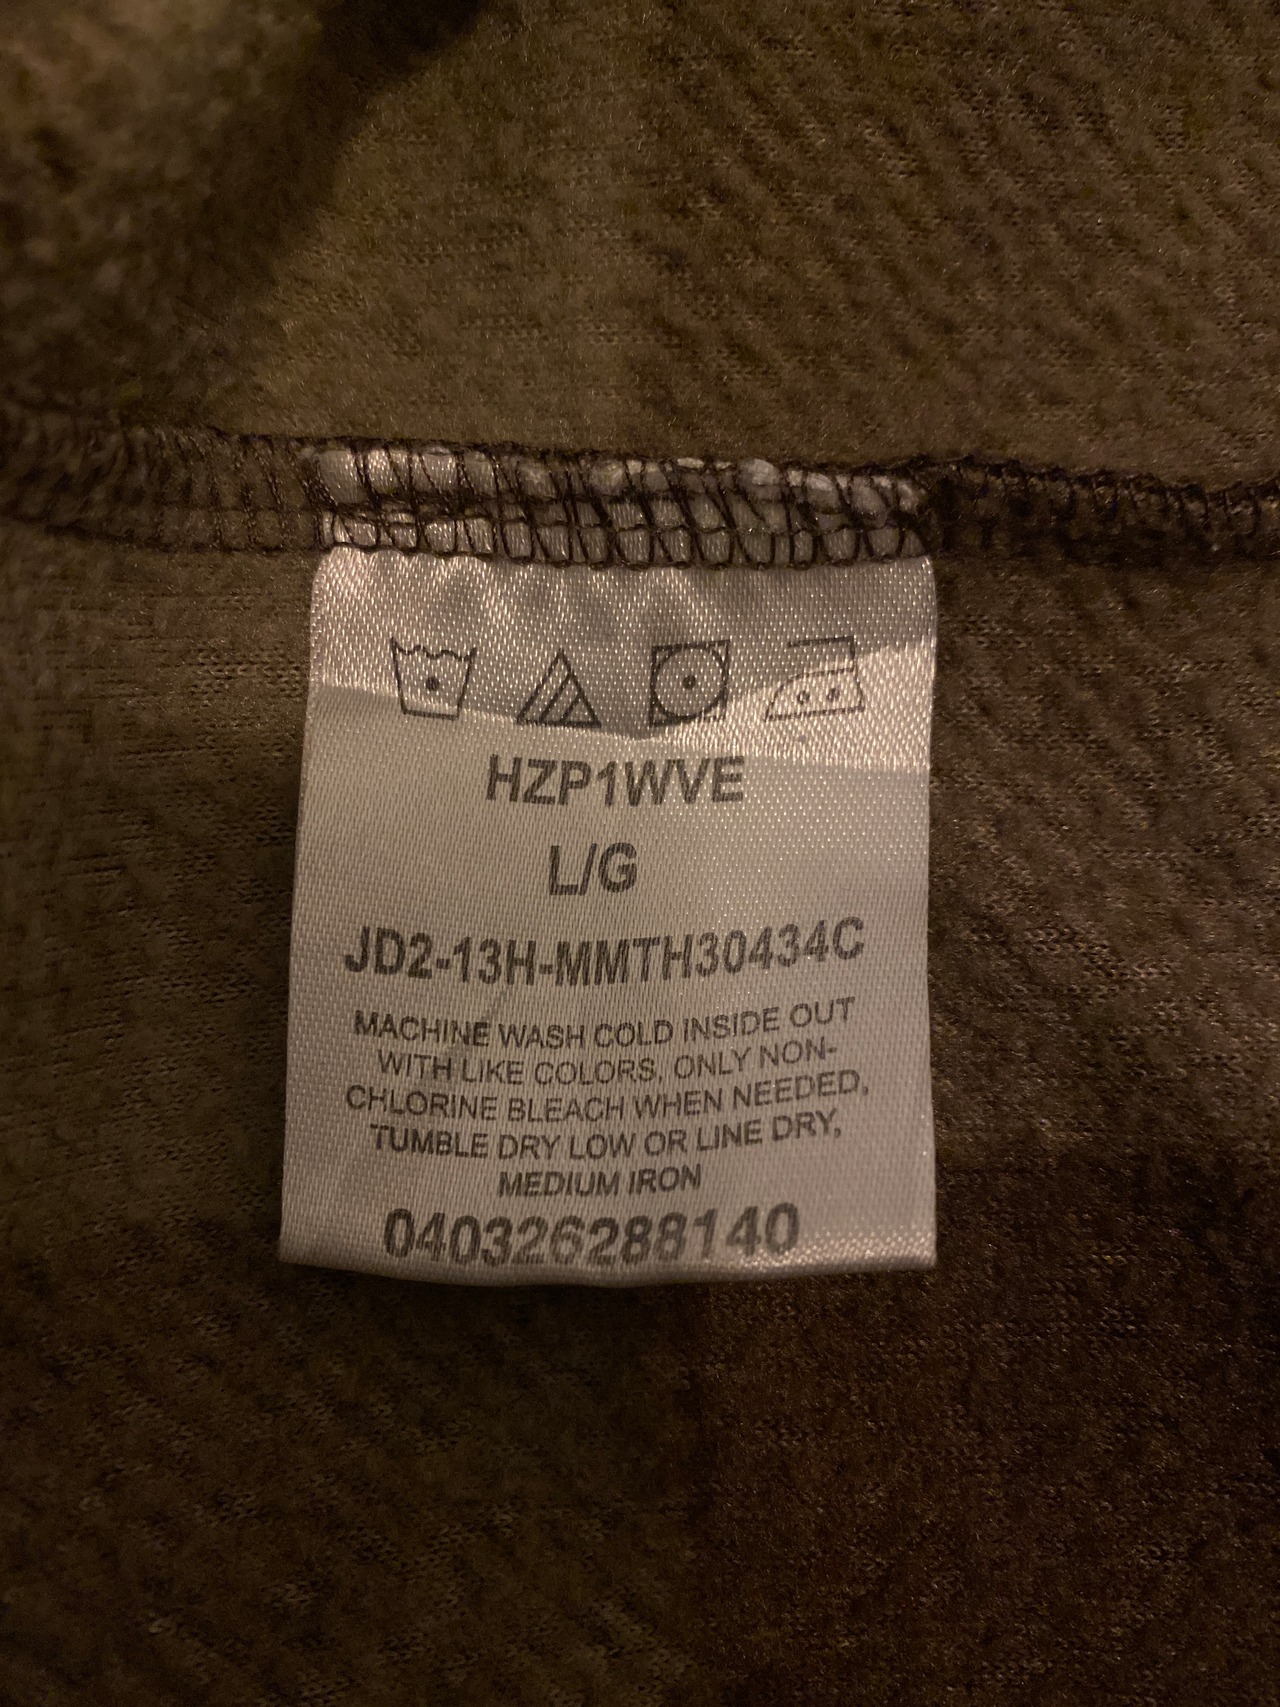 HZP1WVE
L/G
JD2-13H-MMTH30434C
MACHINE WASH COLD INSIDE OUT
WITH LIKE COLORS, ONLY NON-
CHLORINE BLEACH WHEN NEEDED,
TUMBLE DRY LOW OR LINE DRY,
MEDIUM IRON
040326288140